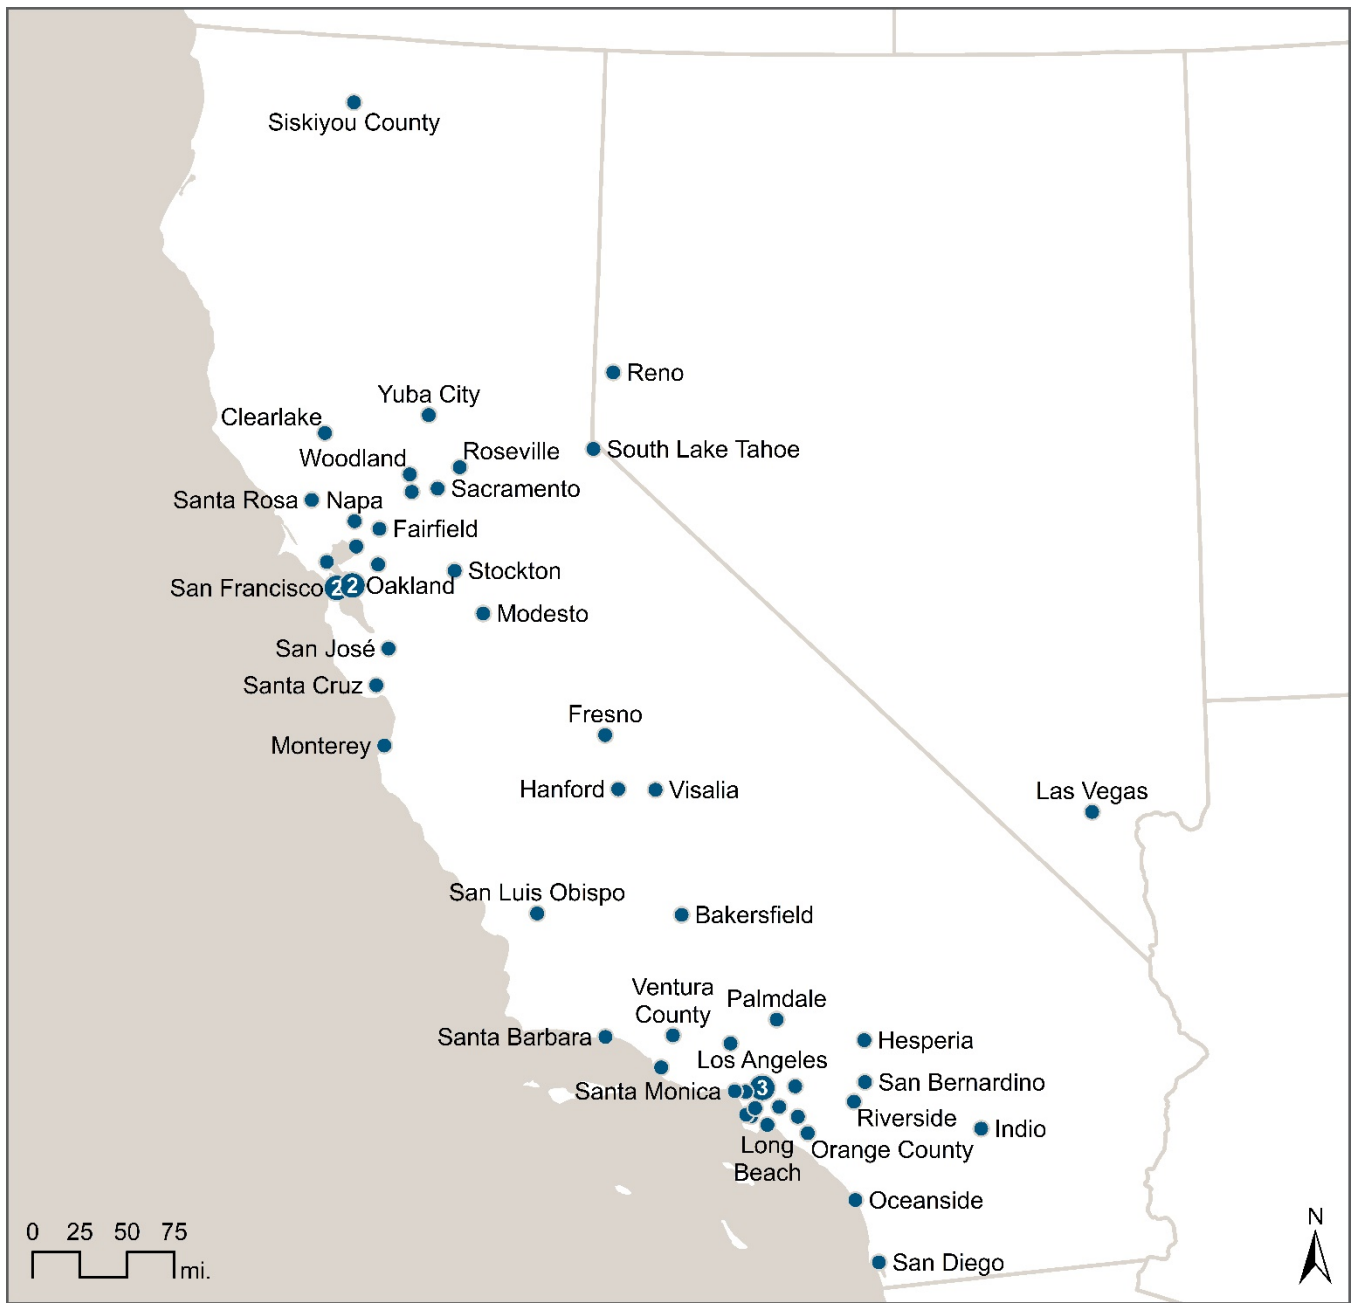 Siskiyou County
Reno
Yuba City
Clearlake
South Lake Tahoe
Roseville
Woodland
Sacramento
Santa Rosa
Napa
Fairfield
Stockton
San Francisco
2
2
Oakland
Modesto
San José
Santa Cruz
Fresno
Monterey
Hanford
Visalia
Las Vegas
San Luis Obispo
Bakersfield
Ventura
County
Palmdale
Santa Barbara
Hesperia
Los Angeles
San Bernardino
Santa Monica
3
Riverside
Indio
Long
Beach
Orange County
Oceanside
San Diego
0 25 50 75
mi.
N